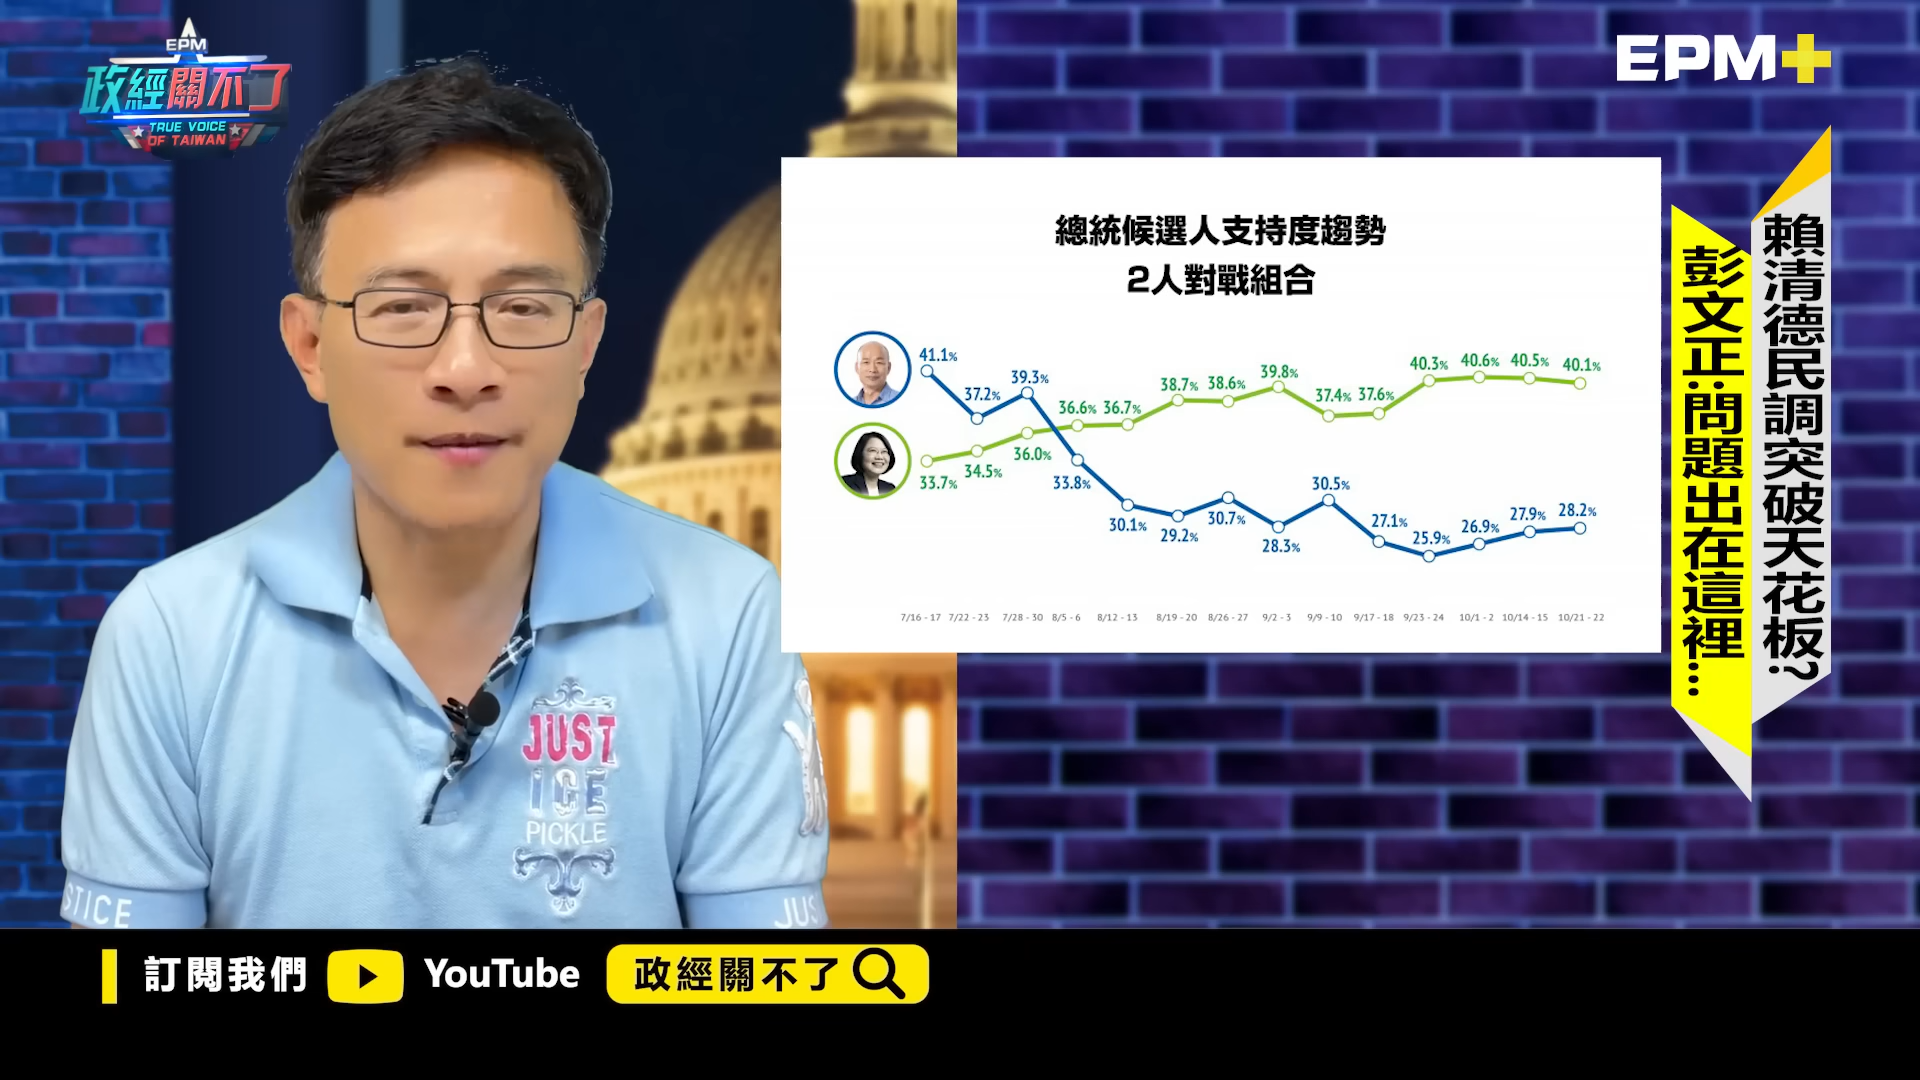 EPM
政經關不了
TRUE VOICE
OF TAIWAN
EPM+
總統候選人支持度趨勢
2人對戰組合
41.1% 37.2% 39.3% 33.8% 30.1% 29.2% 30.7% 28.3% 30.5% 27.1% 25.9% 26.9% 27.9% 28.2%
33.7% 34.5% 36.0% 36.6% 36.7% 38.7% 38.6% 39.8% 37.4% 37.6% 40.3% 40.6% 40.5% 40.1%
7/16 - 17 7/22 - 23 7/28 - 30 8/5 - 6 8/12 - 13 8/19 - 20 8/26 - 27 9/2 - 3 9/9 - 10 9/17 - 18 9/23 - 24 10/1 - 2 10/14 - 15 10/21 - 22
賴清德民調突破天花板?
彭文正:問題出在這裡...
JUST
ICE
PICKLE
STICE
JUS
訂閱我們 YouTube 政經關不了